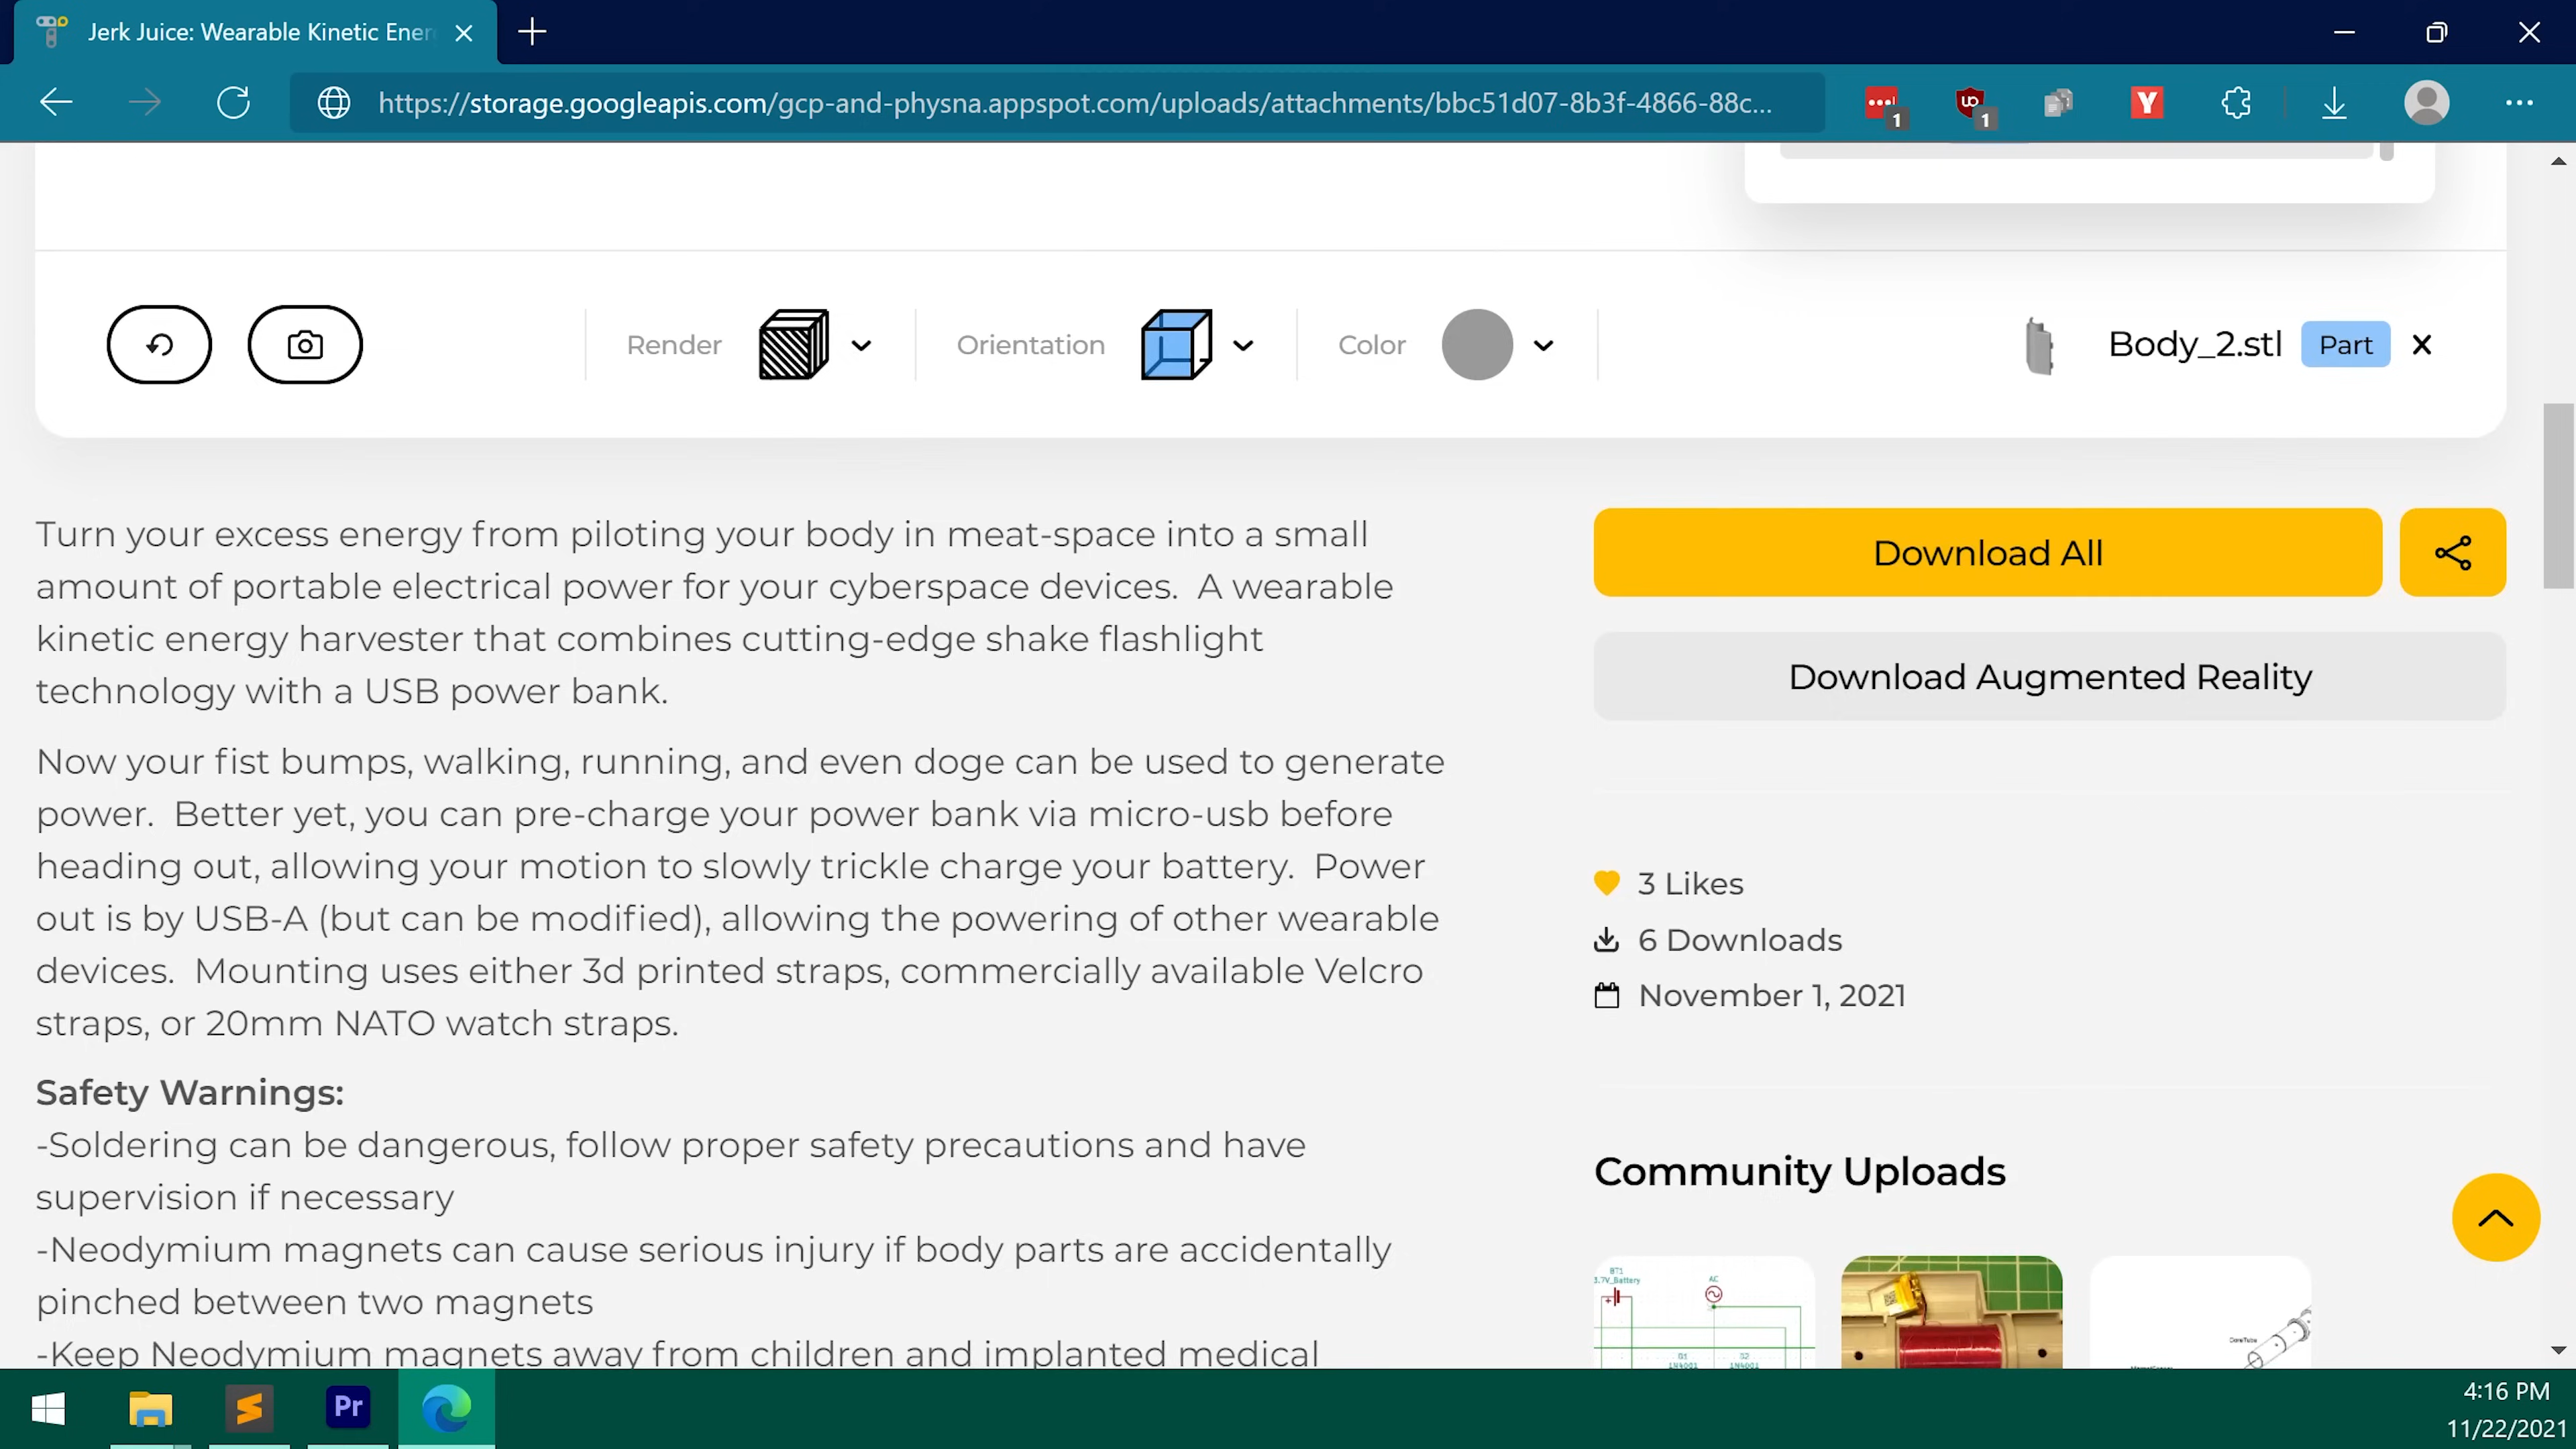 Jerk Juice: Wearable Kinetic Ener
https://storage.googleapis.com/gcp-and-physna.appspot.com/uploads/attachments/bbc51d07-8b3f-4866-88c...
1
1
Render
Orientation
Color
Body_2.stl
Part
Turn your excess energy from piloting your body in meat-space into a small
amount of portable electrical power for your cyberspace devices. A wearable
kinetic energy harvester that combines cutting-edge shake flashlight
technology with a USB power bank.
Now your fist bumps, walking, running, and even doge can be used to generate
power. Better yet, you can pre-charge your power bank via micro-usb before
heading out, allowing your motion to slowly trickle charge your battery. Power
out is by USB-A (but can be modified), allowing the powering of other wearable
devices. Mounting uses either 3d printed straps, commercially available Velcro
straps, or 20mm NATO watch straps.
Safety Warnings:
-Soldering can be dangerous, follow proper safety precautions and have
supervision if necessary
-Neodymium magnets can cause serious injury if body parts are accidentally
pinched between two magnets
-Keep Neodymium magnets away from children and implanted medical
Download All
Download Augmented Reality
3 Likes
6 Downloads
November 1, 2021
Community Uploads
BT1
3.7V_Battery
AC
1N4001
1N4001
Pr
4:16 PM
11/22/2021